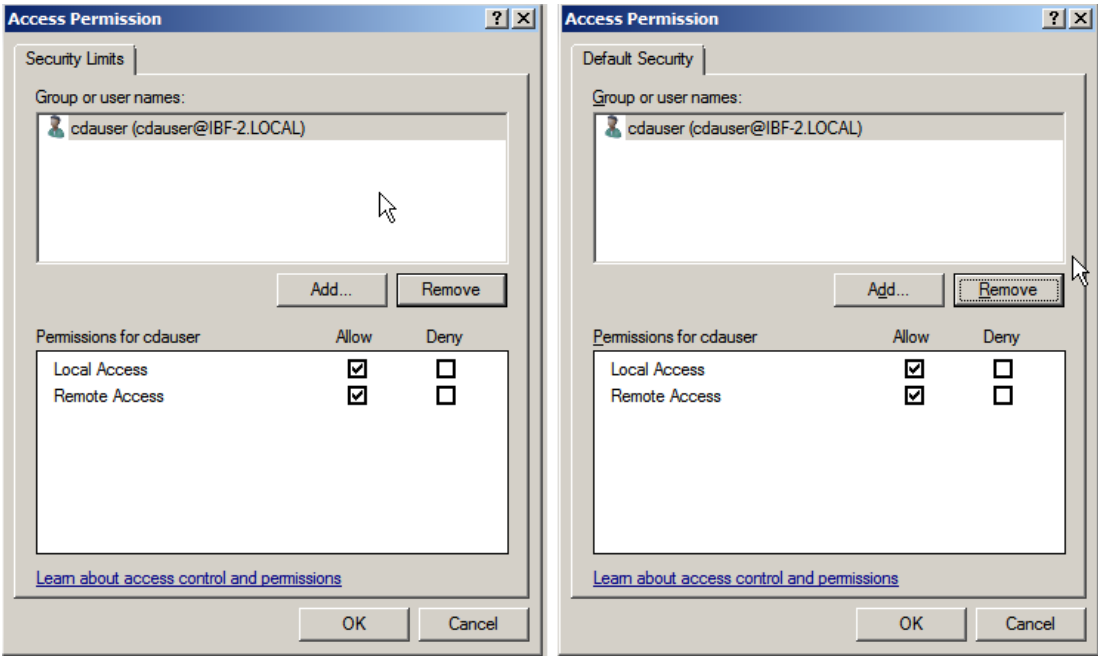 Access Permission
Security Limits
Group or user names:
cdauser (cdauser@IBF-2.LOCAL)
Add...
Remove
Permissions for cdauser Allow Deny
Local Access
Remote Access
Learn about access control and permissions
OK
Cancel
Access Permission
Default Security
Group or user names:
cdauser (cdauser@IBF-2.LOCAL)
Add...
Remove
Permissions for cdauser Allow Deny
Local Access
Remote Access
Learn about access control and permissions
OK
Cancel